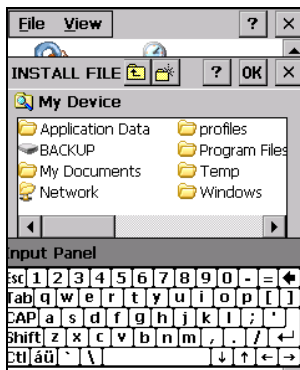 File View ? ×
INSTALL FILE ? OK ×
My Device
Application Data profiles
BACKUP Program Files
My Documents Temp
Network Windows
Input Panel
Esc 1 2 3 4 5 6 7 8 9 0 - =
Tab q w e r t y u i o p [ ]
CAP a s d f g h j k l ; '
Shift z x c v b n m , . /
Ctl áü ` \ ↓ ↑ ← →